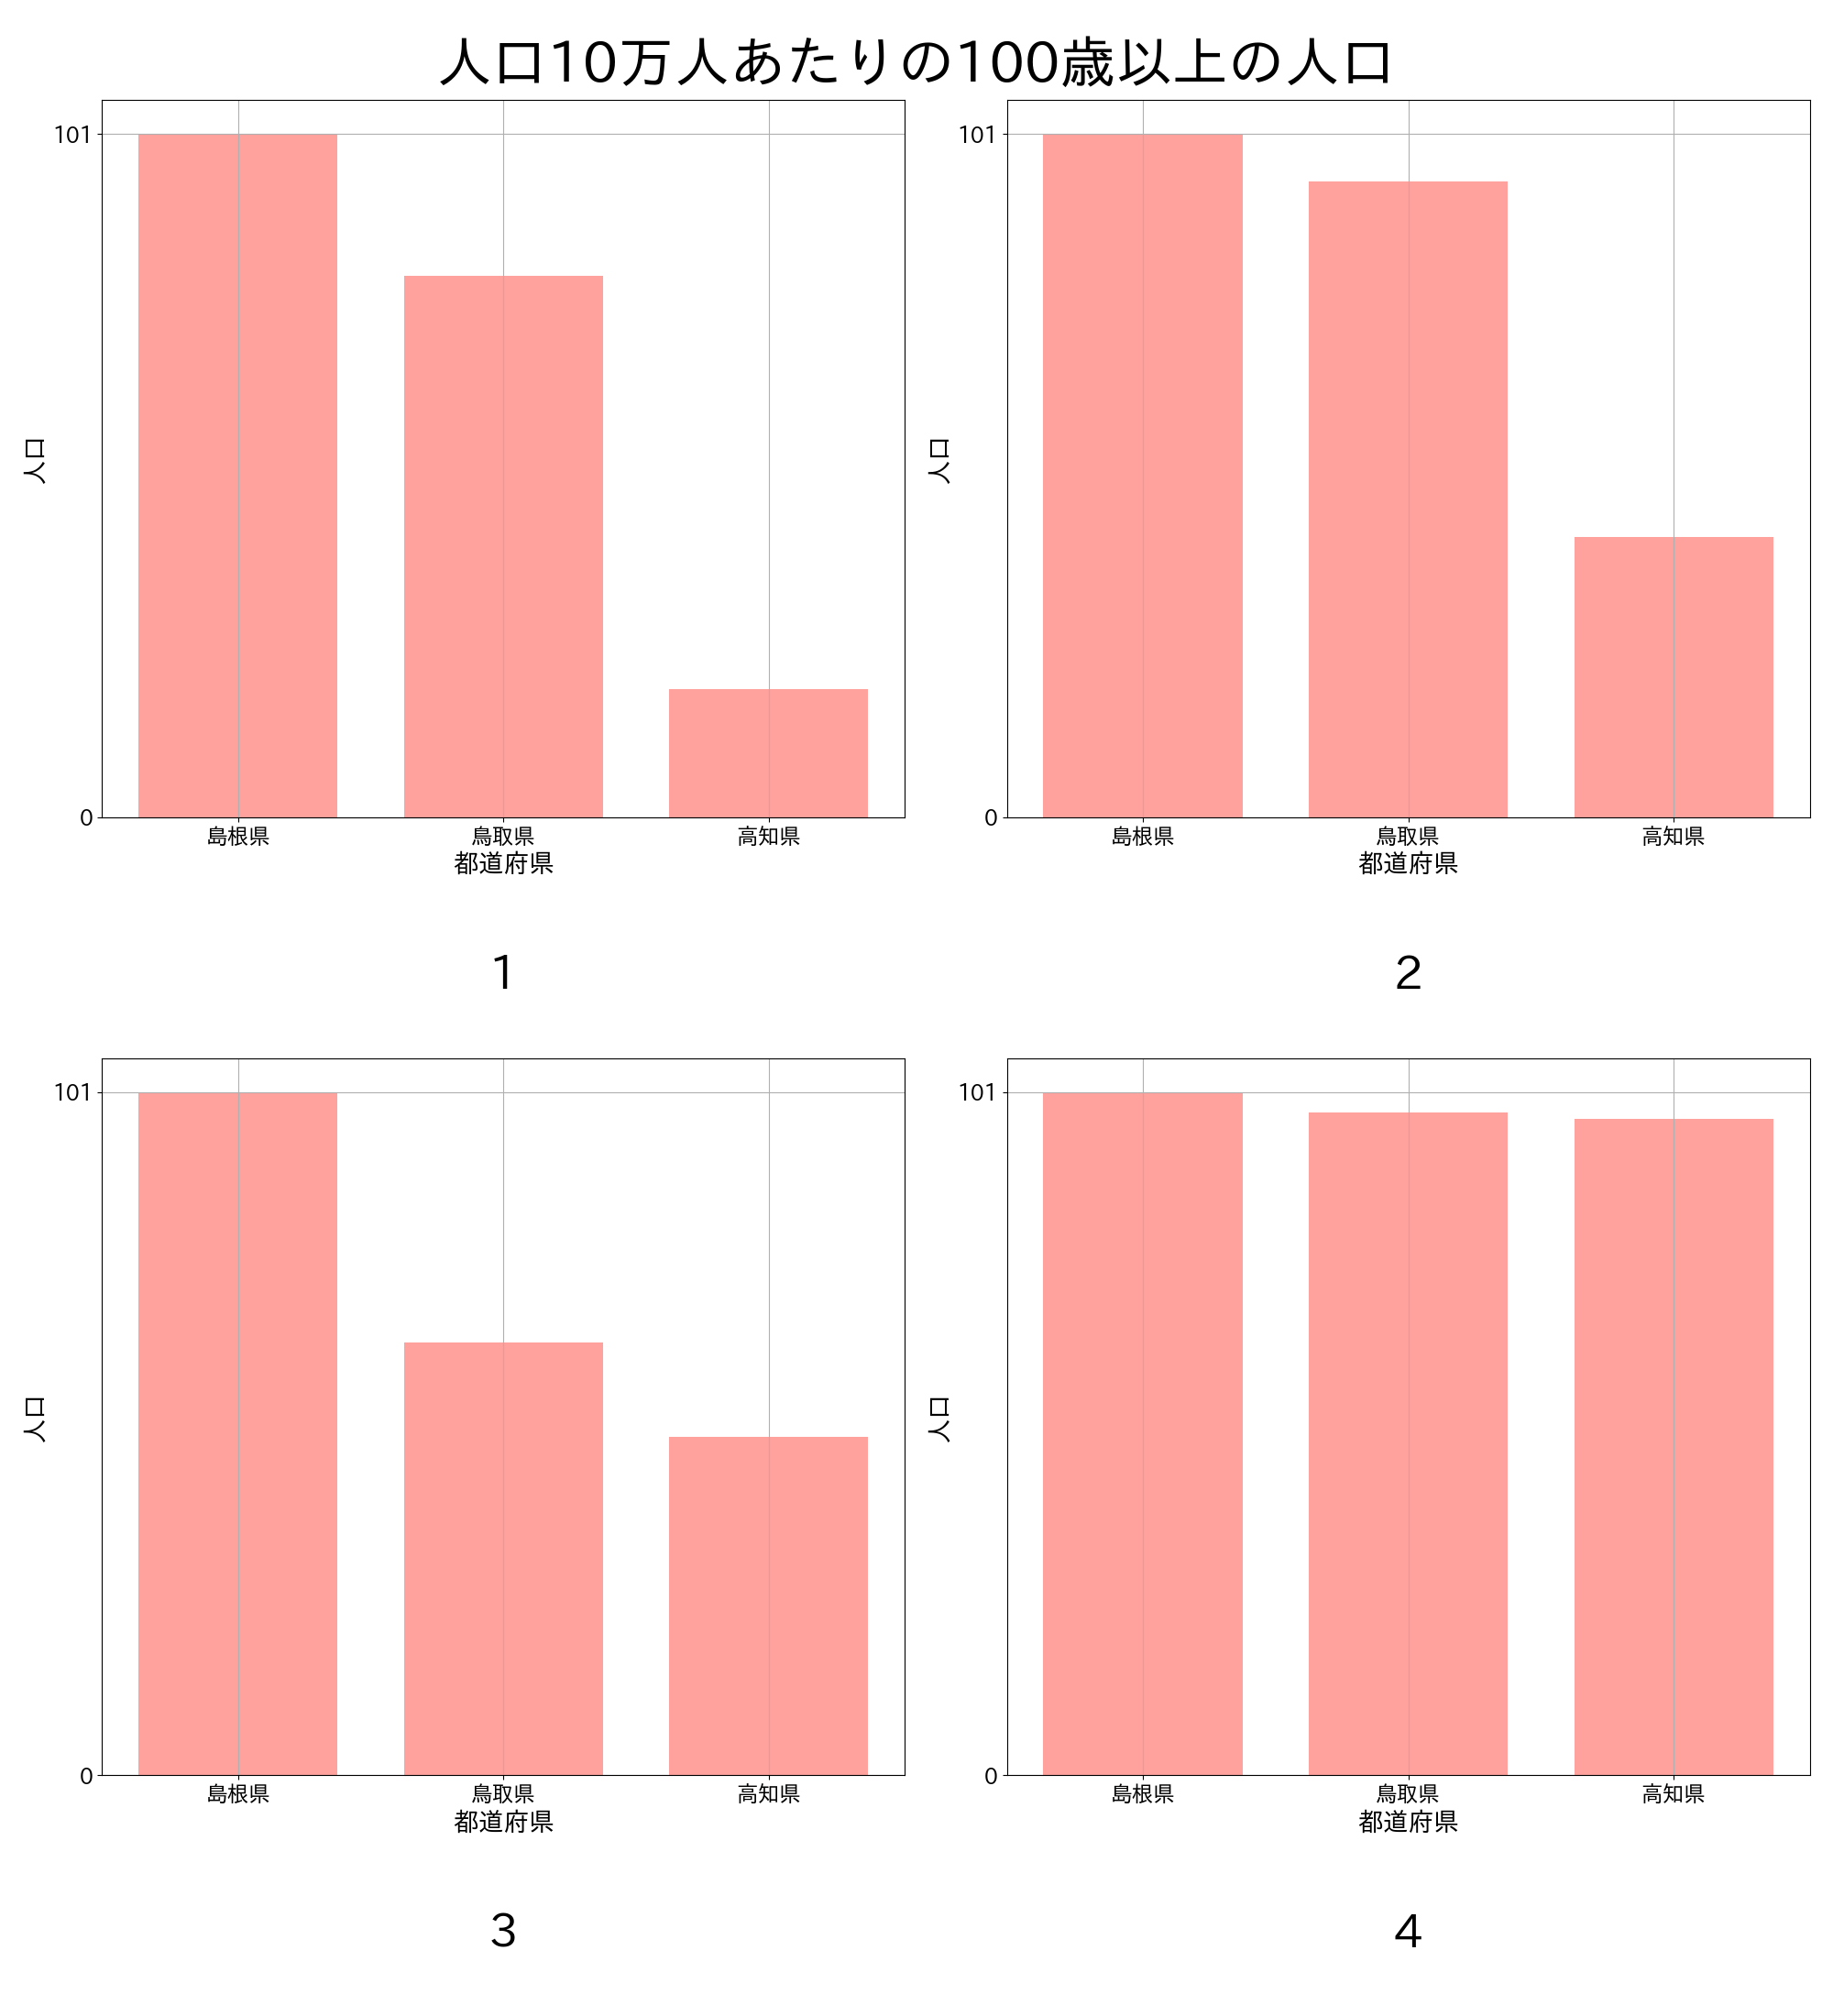 人口10万人あたりの100歳以上の人口
101
0
人口
島根県 鳥取県 高知県
都道府県
1
101
0
人口
島根県 鳥取県 高知県
都道府県
2
101
0
人口
島根県 鳥取県 高知県
都道府県
3
101
0
人口
島根県 鳥取県 高知県
都道府県
4